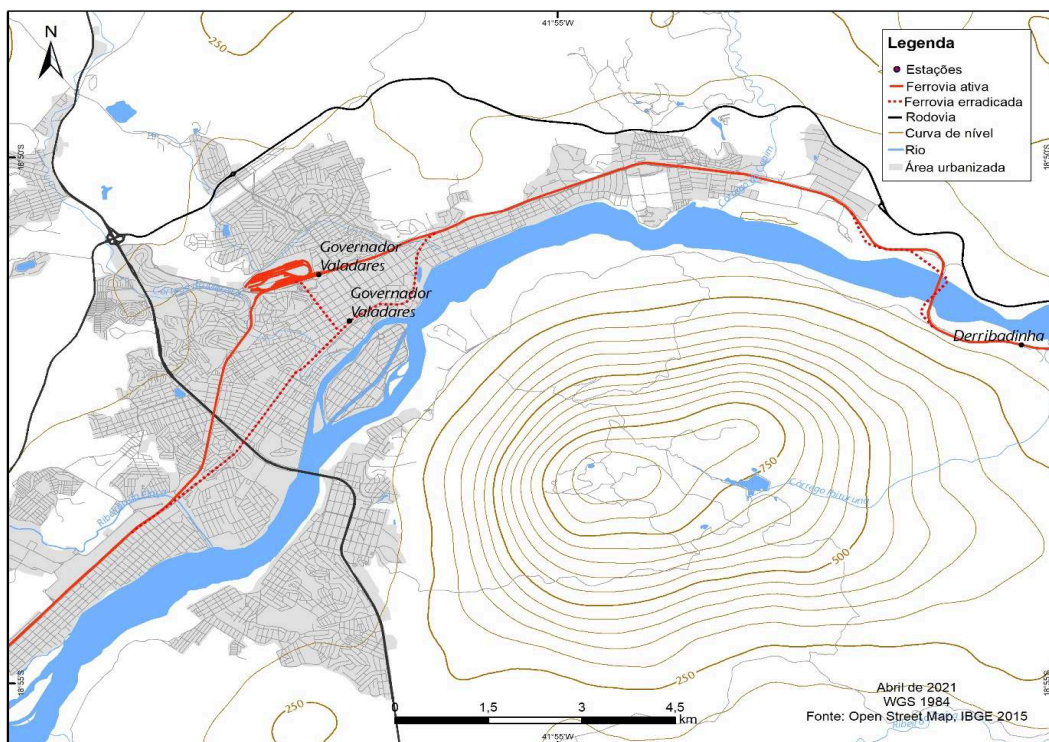 41°55'W
N
250
Legenda
Estações
Ferrovia ativa
Ferrovia erradicada
Rodovia
Curva de nível
Rio
Área urbanizada
18°50'S
18°50'S
Governador
Valadares
Governador
Valadares
Derribadinha
750
Córrego Ibituruna
500
250
250
18°55'S
18°55'S
Abril de 2021
WGS 1984
Fonte: Open Street Map, IBGE 2015
0 1,5 3 4,5
km
41°55'W